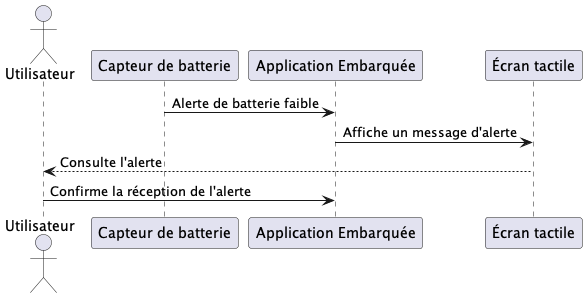 Utilisateur
Capteur de batterie
Application Embarquée
Écran tactile
Alerte de batterie faible
Affiche un message d'alerte
Consulte l'alerte
Confirme la réception de l'alerte
Utilisateur
Capteur de batterie
Application Embarquée
Écran tactile